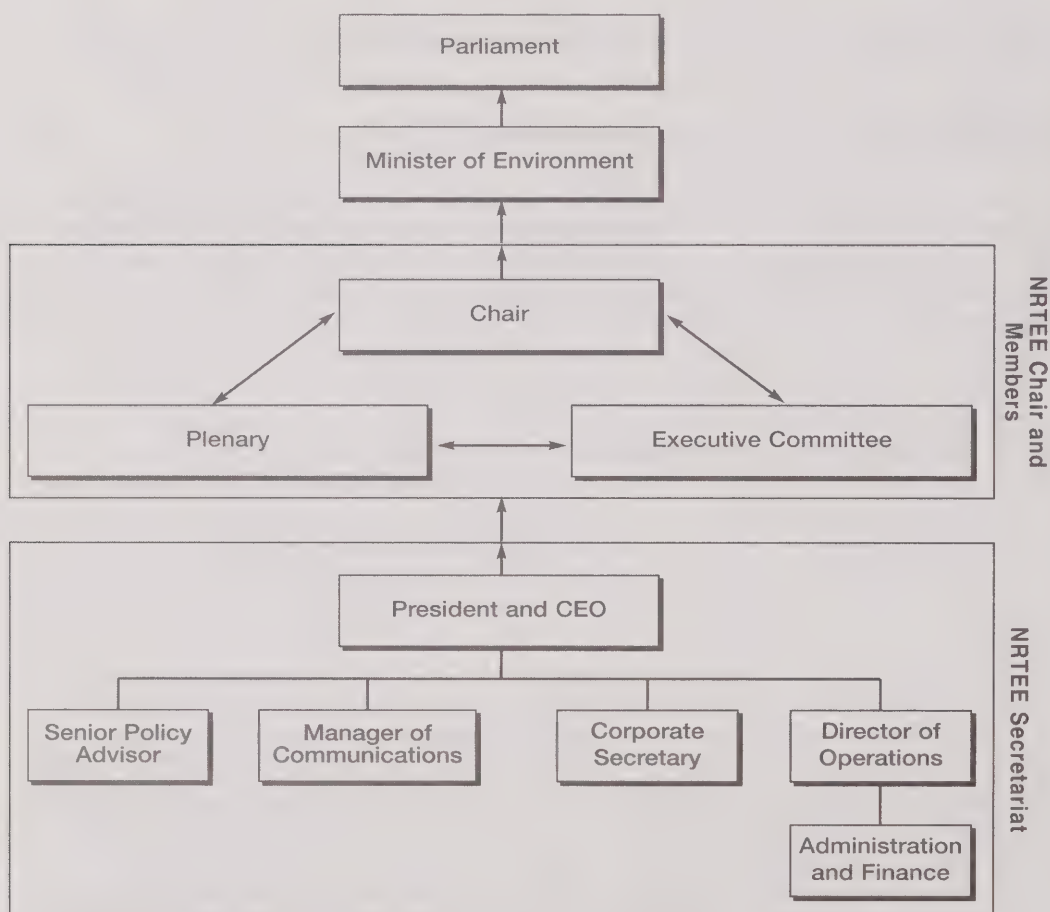 Parliament
Minister of Environment
Chair
Plenary
Executive Committee
NRTEE Chair and
Members
President and CEO
Senior Policy
Advisor
Manager of
Communications
Corporate
Secretary
Director of
Operations
Administration
and Finance
NRTEE Secretariat